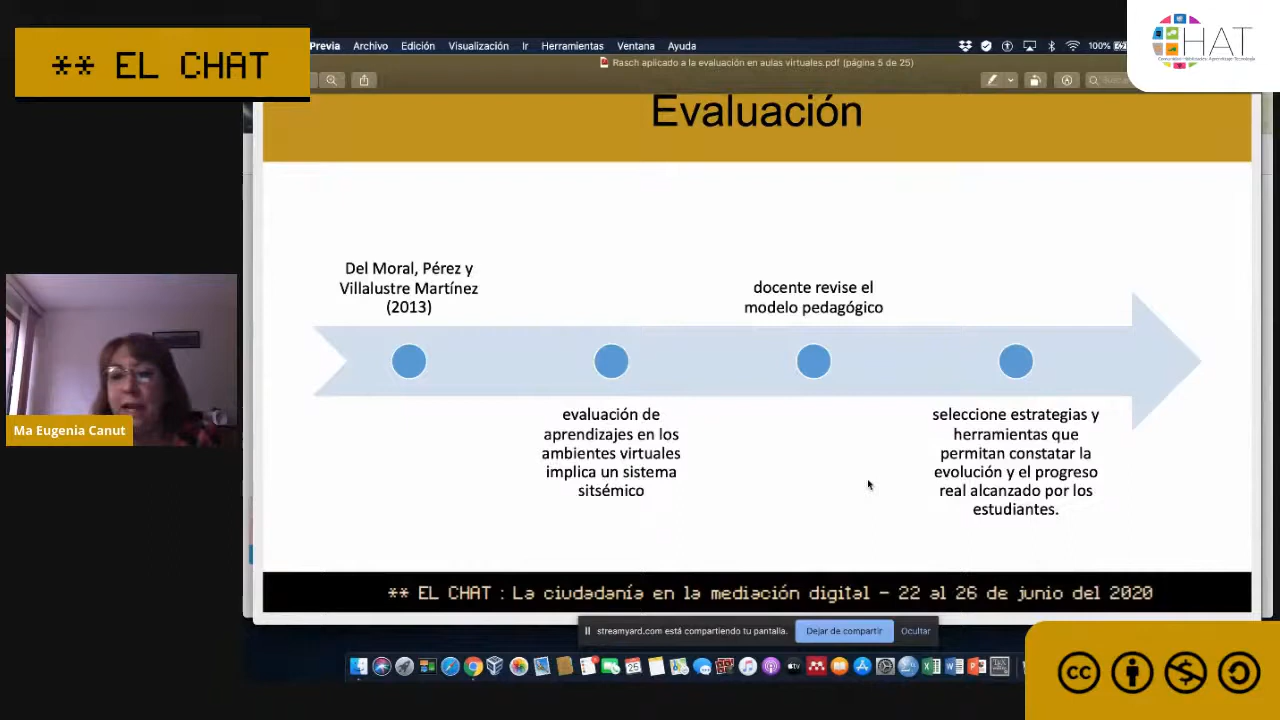 ** EL CHAT
Previa Archivo Edición Visualización Ir Herramientas Ventana Ayuda
100%
Rasch aplicado a la evaluación en aulas virtuales.pdf (página 5 de 25)
HAT
Evaluación
Del Moral, Pérez y
Villalustre Martínez
(2013)
docente revise el
modelo pedagógico
evaluación de
aprendizajes en los
ambientes virtuales
implica un sistema
sitsémico
seleccione estrategias y
herramientas que
permitan constatar la
evolución y el progreso
real alcanzado por los
estudiantes.
Ma Eugenia Canut
** EL CHAT : La ciudadanía en la mediación digital - 22 al 26 de junio del 2020
streamyard.com está compartiendo tu pantalla.
Dejar de compartir
Ocultar
cc